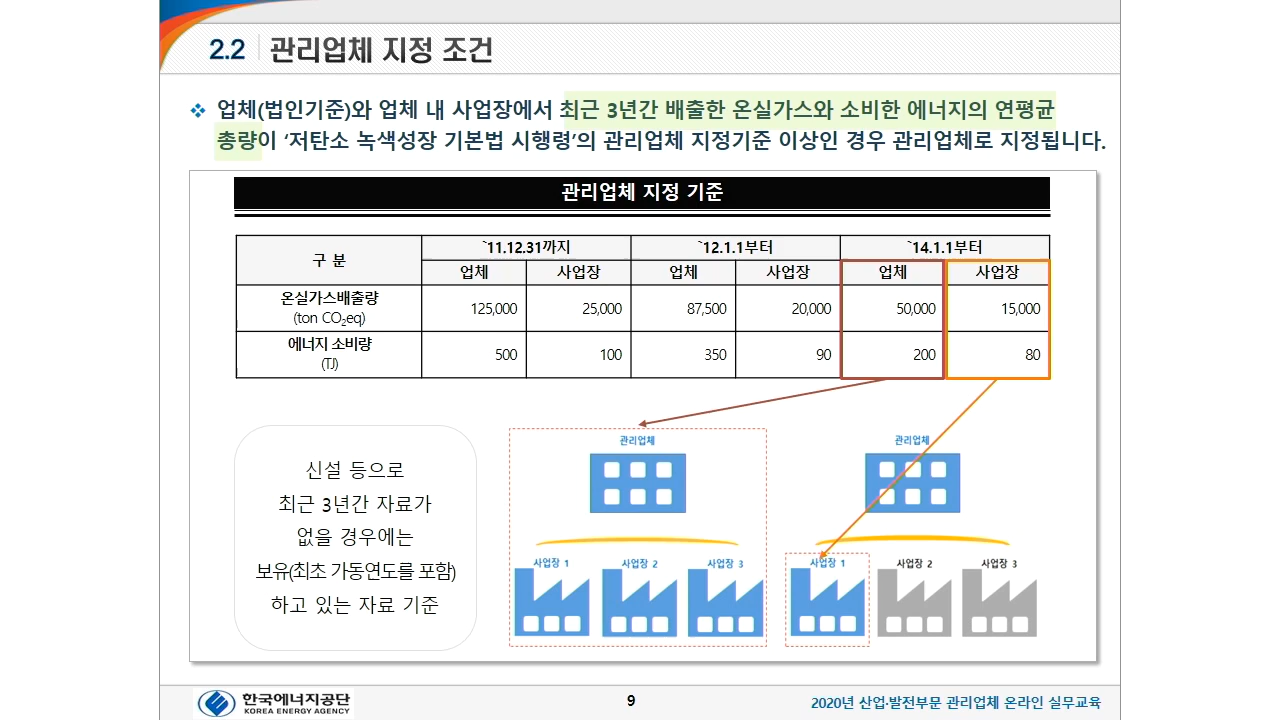 2.2 관리업체 지정 조건
❖ 업체(법인기준)와 업체 내 사업장에서 최근 3년간 배출한 온실가스와 소비한 에너지의 연평균
총량이 ‘저탄소 녹색성장 기본법 시행령’의 관리업체 지정기준 이상인 경우 관리업체로 지정됩니다.
관리업체 지정 기준
구 분 `11.12.31까지 `12.1.1부터 `14.1.1부터
업체 사업장 업체 사업장 업체 사업장
온실가스배출량
(ton CO₂eq) 125,000 25,000 87,500 20,000 50,000 15,000
에너지 소비량
(TJ) 500 100 350 90 200 80
신설 등으로
최근 3년간 자료가
없을 경우에는
보유(최초 가동연도를 포함)
하고 있는 자료 기준
관리업체
사업장 1 사업장 2 사업장 3
관리업체
사업장 1 사업장 2 사업장 3
한국에너지공단
KOREA ENERGY AGENCY
9
2020년 산업·발전부문 관리업체 온라인 실무교육